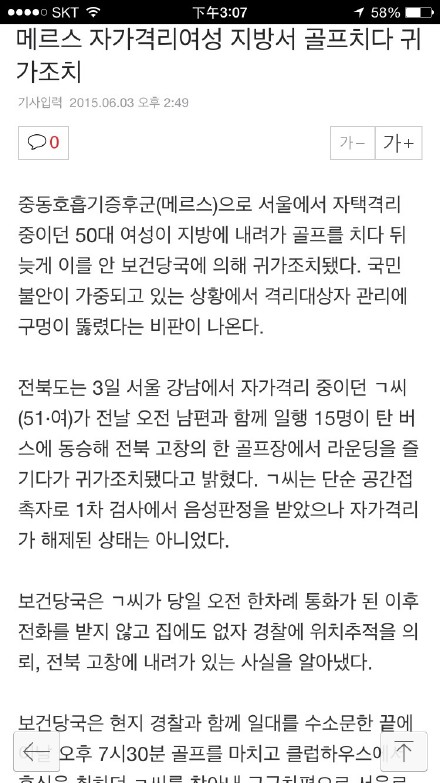 SKT 下午3:07 58%
메르스 자가격리여성 지방서 골프치다 귀
가조치
기사입력 2015.06.03 오후 2:49
0 가- 가+
중동호흡기증후군(메르스)으로 서울에서 자택격리
중이던 50대 여성이 지방에 내려가 골프를 치다 뒤
늦게 이를 안 보건당국에 의해 귀가조치됐다. 국민
불안이 가중되고 있는 상황에서 격리대상자 관리에
구멍이 뚫렸다는 비판이 나온다.
전북도는 3일 서울 강남에서 자가격리 중이던 ㄱ씨
(51·여)가 전날 오전 남편과 함께 일행 15명이 탄 버
스에 동승해 전북 고창의 한 골프장에서 라운딩을 즐
기다가 귀가조치됐다고 밝혔다. ㄱ씨는 단순 공간접
촉자로 1차 검사에서 음성판정을 받았으나 자가격리
가 해제된 상태는 아니었다.
보건당국은 ㄱ씨가 당일 오전 한차례 통화가 된 이후
전화를 받지 않고 집에도 없자 경찰에 위치추적을 의
뢰, 전북 고창에 내려가 있는 사실을 알아냈다.
보건당국은 현지 경찰과 함께 일대를 수소문한 끝에
오후 7시30분 골프를 마치고 클럽하우스에서